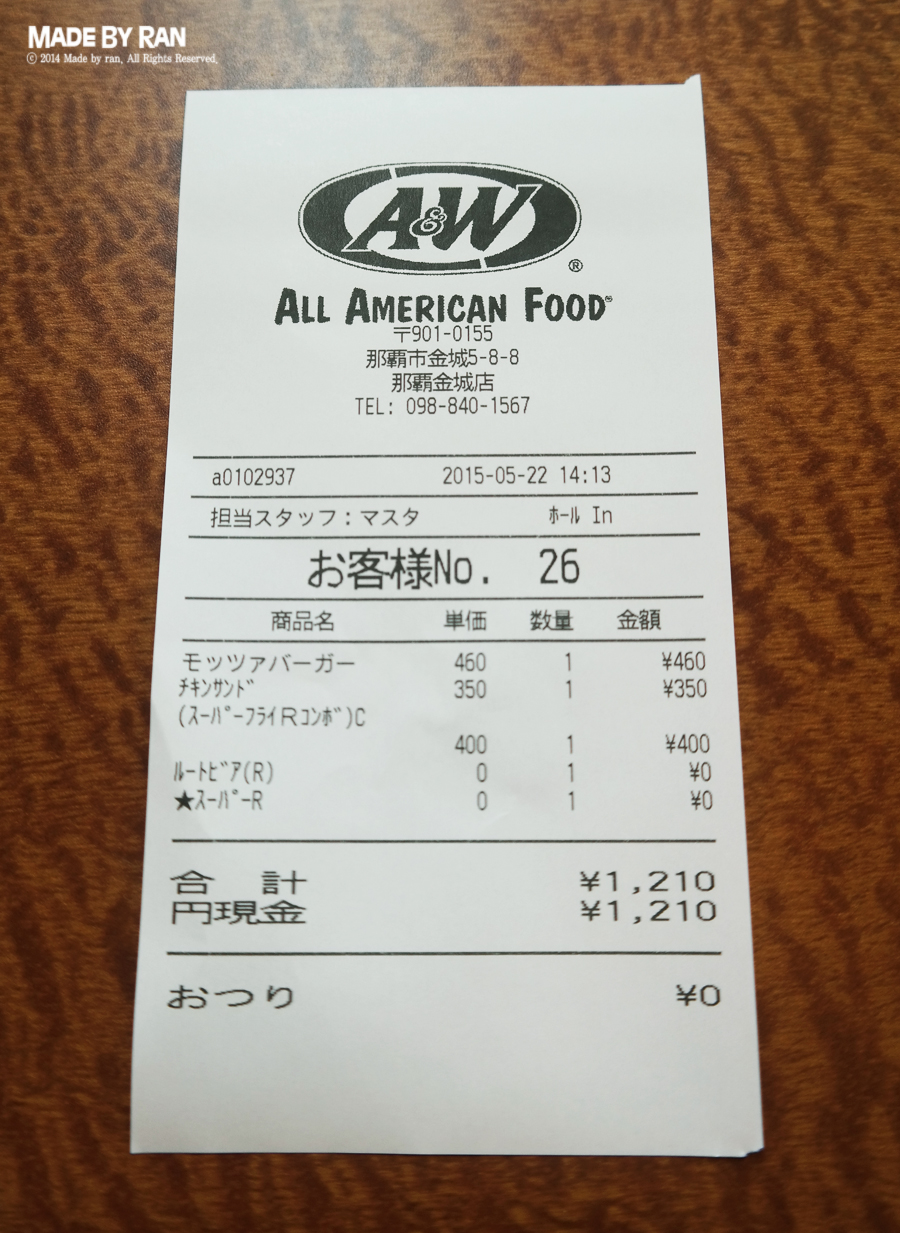 MADE BY RAN
© 2014 Made by ran, All Rights Reserved.
A&W®
ALL AMERICAN FOOD®
〒901-0155
那覇市金城5-8-8
那覇金城店
TEL: 098-840-1567
a0102937 2015-05-22 14:13
担当スタッフ：マスタ ﾎｰﾙ In
お客様No. 26
商品名 単価 数量 金額
モッツァバーガー 460 1 ¥460
ﾁｷﾝｻﾝﾄﾞ 350 1 ¥350
(ｽｰﾊﾟｰフライＲｺﾝﾎﾞ)C
400 1 ¥400
ﾙｰﾄﾋﾞｱ(R) 0 1 ¥0
★ｽｰﾊﾟｰR 0 1 ¥0
合　計 ¥1,210
円現金 ¥1,210
おつり ¥0